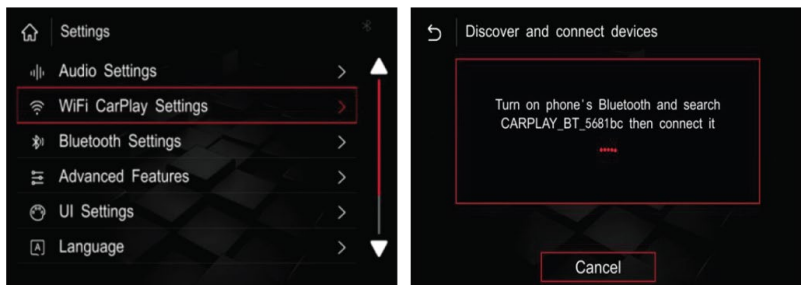 Settings
Audio Settings
WiFi CarPlay Settings
Bluetooth Settings
Advanced Features
UI Settings
A Language
Discover and connect devices
Turn on phone's Bluetooth and search
CARPLAY_BT_5681bc then connect it
Cancel